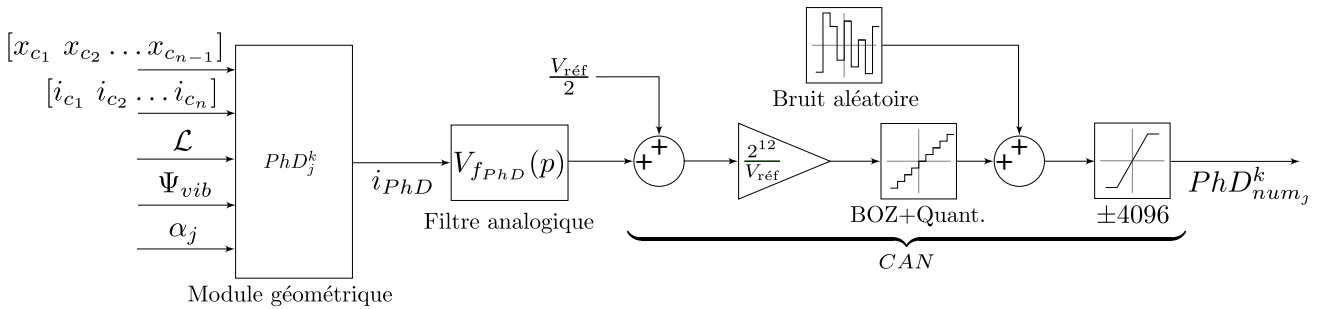 [x_{c_1} x_{c_2} … x_{c_{n−1}}]
[i_{c_1} i_{c_2} … i_{c_n}]
ℒ
Ψ_{vib}
α_j
PhD_j^k
Module géométrique
i_{PhD}
V_{f_{PhD}}(p)
Filtre analogique
V_{réf}/2
+ +
2^{12}/V_{réf}
BOZ+Quant.
Bruit aléatoire
+ +
±4096
CAN
PhD_{num_j}^k